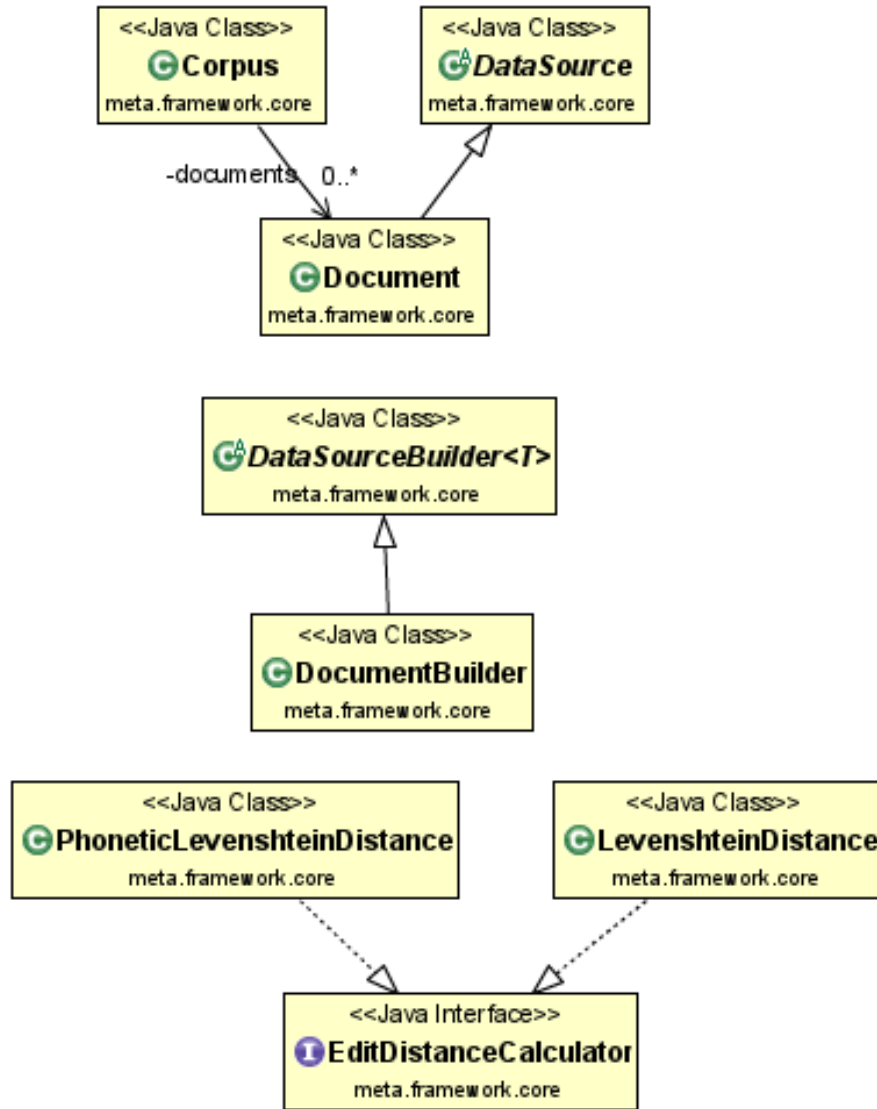 <<Java Class>>
C Corpus
meta.framework.core
<<Java Class>>
C A DataSource
meta.framework.core
-documents 0..*
<<Java Class>>
C Document
meta.framework.core
<<Java Class>>
C A DataSourceBuilder<T>
meta.framework.core
<<Java Class>>
C DocumentBuilder
meta.framework.core
<<Java Class>>
C PhoneticLevenshteinDistance
meta.framework.core
<<Java Class>>
C LevenshteinDistance
meta.framework.core
<<Java Interface>>
I EditDistanceCalculator
meta.framework.core